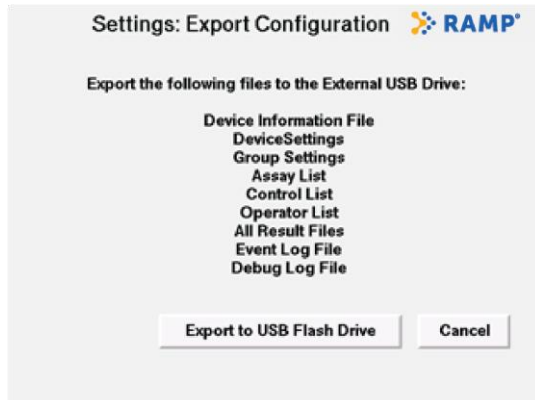 Settings: Export Configuration RAMP®
Export the following files to the External USB Drive:
Device Information File
DeviceSettings
Group Settings
Assay List
Control List
Operator List
All Result Files
Event Log File
Debug Log File
Export to USB Flash Drive Cancel